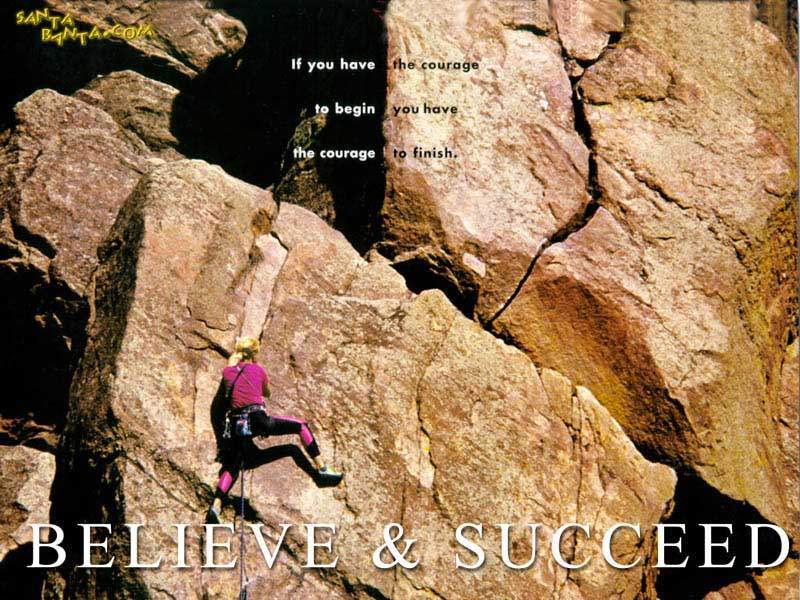 SANTA
BANTA.COM
If you have the courage
to begin you have
the courage to finish.
BELIEVE & SUCCEED